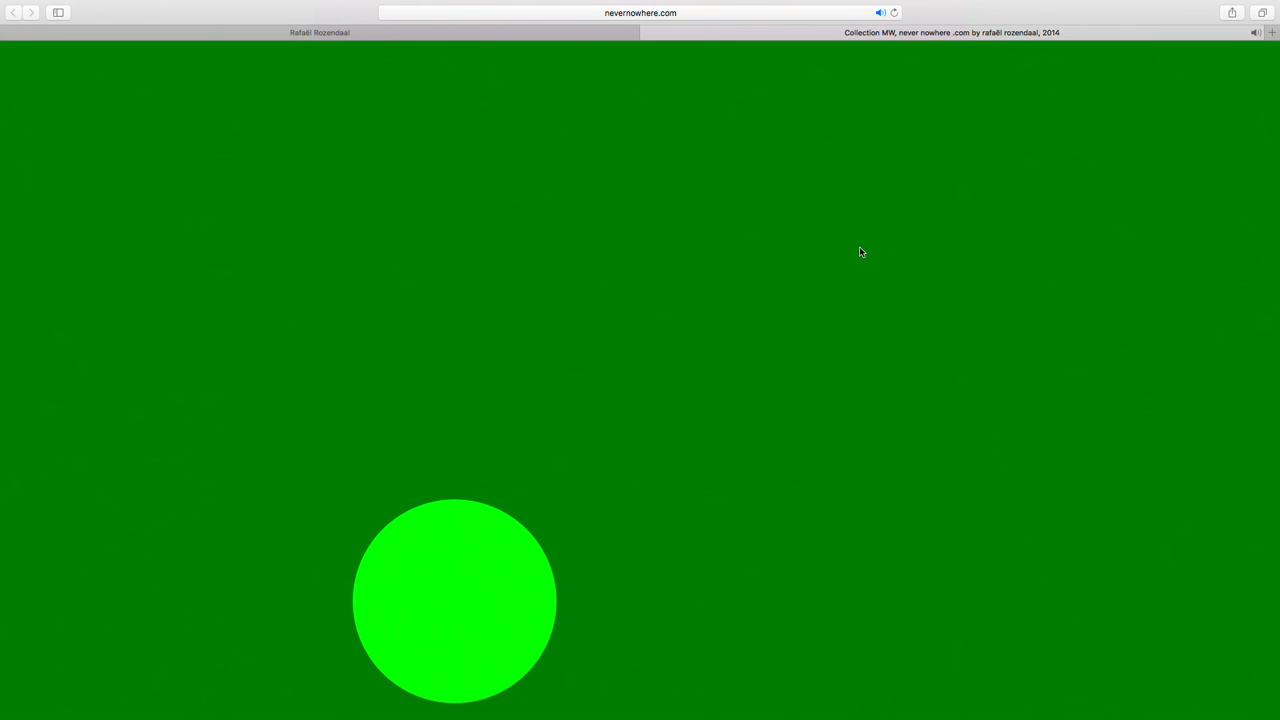 nevernowhere.com
Rafaël Rozendaal
Collection MW, never nowhere .com by rafaël rozendaal, 2014